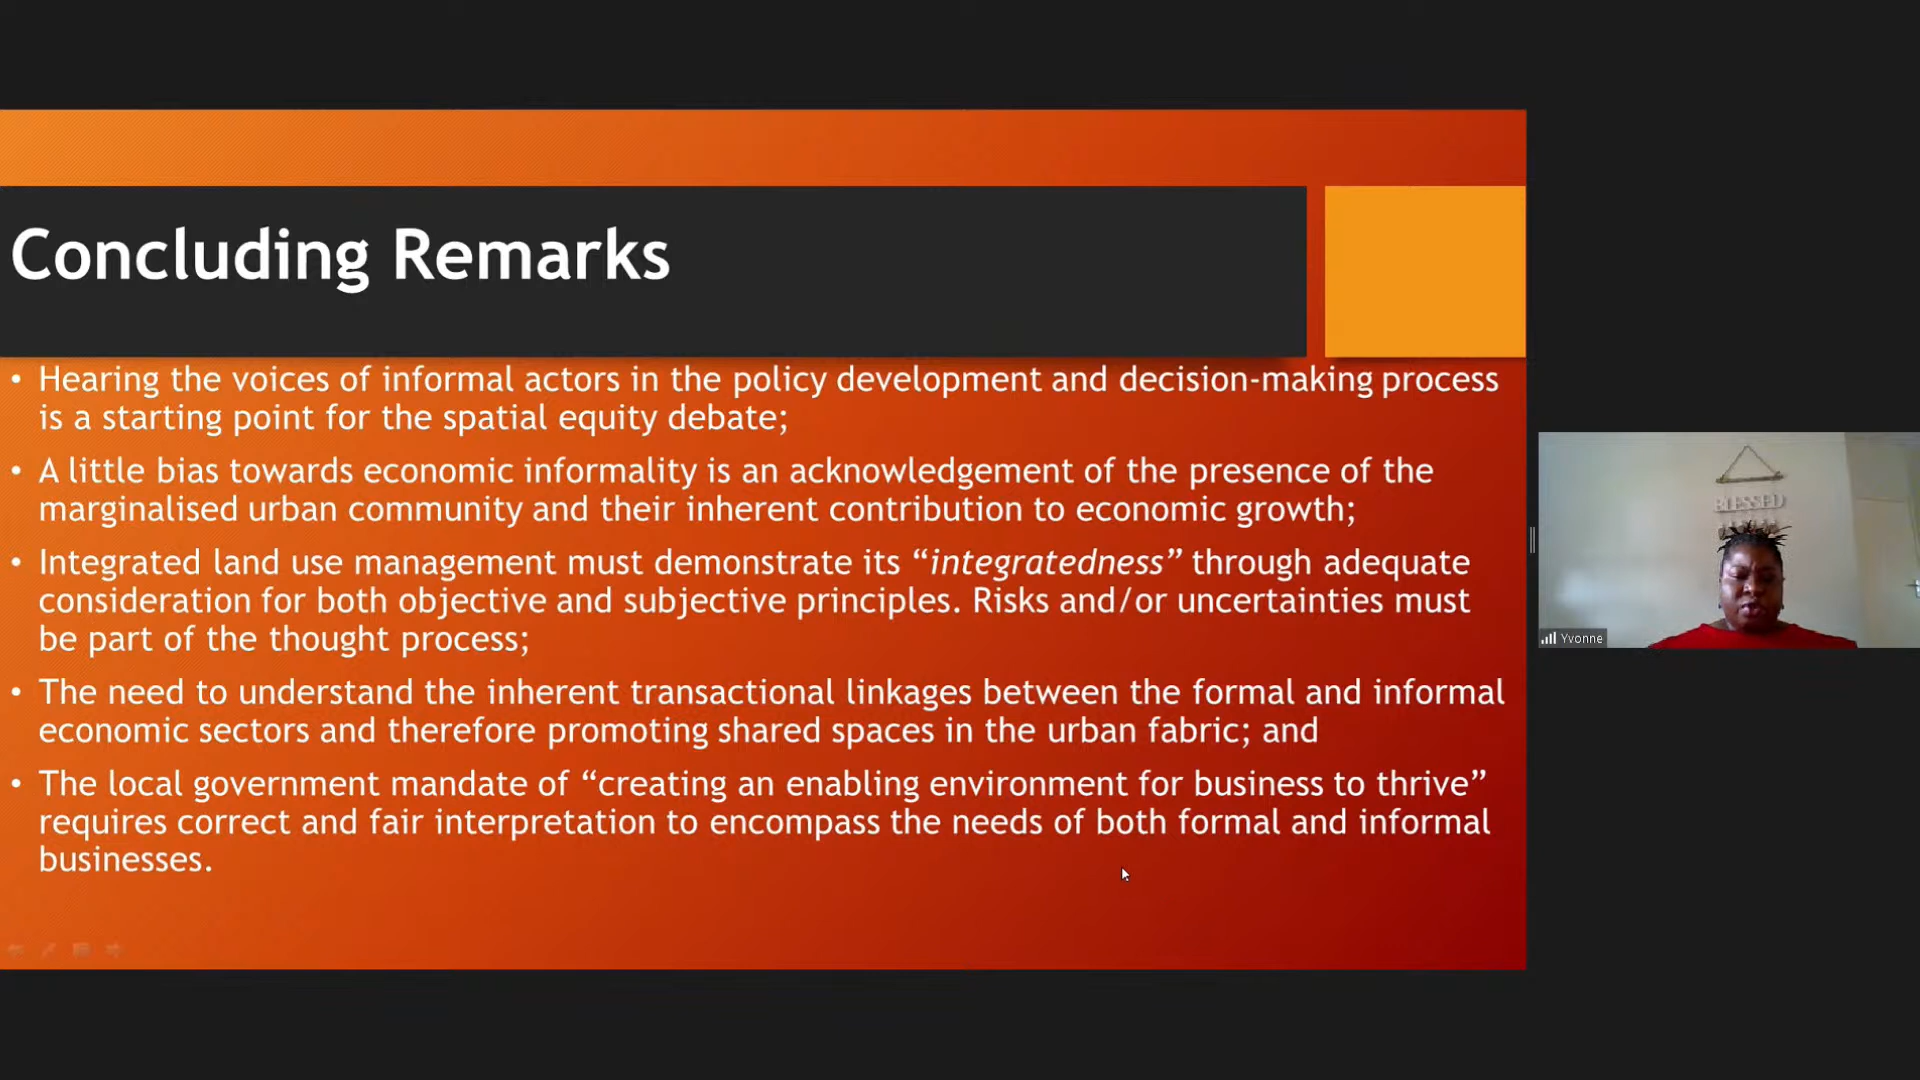 Concluding Remarks
• Hearing the voices of informal actors in the policy development and decision-making process
is a starting point for the spatial equity debate;
• A little bias towards economic informality is an acknowledgement of the presence of the
marginalised urban community and their inherent contribution to economic growth;
• Integrated land use management must demonstrate its “integratedness” through adequate
consideration for both objective and subjective principles. Risks and/or uncertainties must
be part of the thought process;
• The need to understand the inherent transactional linkages between the formal and informal
economic sectors and therefore promoting shared spaces in the urban fabric; and
• The local government mandate of “creating an enabling environment for business to thrive”
requires correct and fair interpretation to encompass the needs of both formal and informal
businesses.
BLESSED
Yvonne